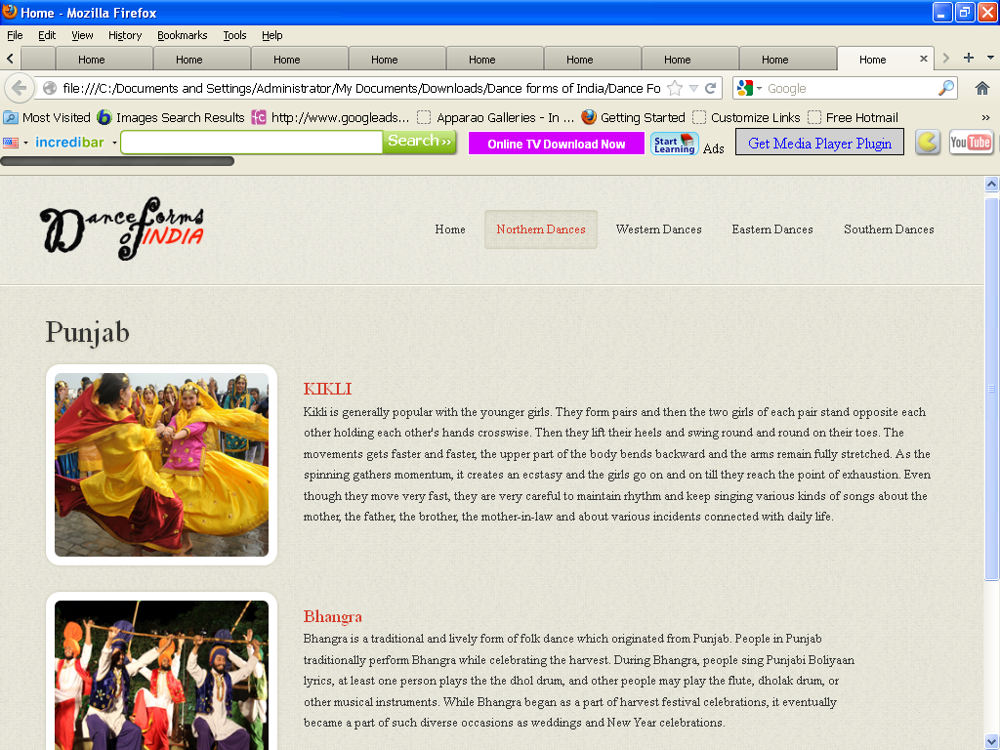 Home - Mozilla Firefox
File Edit View History Bookmarks Tools Help
Home Home Home Home Home Home Home Home Home
file:///C:/Documents and Settings/Administrator/My Documents/Downloads/Dance forms of India/Dance Fo Google
Most Visited Images Search Results http://www.googleads... Apparao Galleries - In ... Getting Started Customize Links Free Hotmail »
incredibar Search>> Online TV Download Now Start Learning Ads Get Media Player Plugin YouTube
Dance forms
of INDIA
Home Northern Dances Western Dances Eastern Dances Southern Dances
Punjab
KIKLI
Kikli is generally popular with the younger girls. They form pairs and then the two girls of each pair stand opposite each
other holding each other's hands crosswise. Then they lift their heels and swing round and round on their toes. The
movements gets faster and faster, the upper part of the body bends backward and the arms remain fully stretched. As the
spinning gathers momentum, it creates an ecstasy and the girls go on and on till they reach the point of exhaustion. Even
though they move very fast, they are very careful to maintain rhythm and keep singing various kinds of songs about the
mother, the father, the brother, the mother-in-law and about various incidents connected with daily life.
Bhangra
Bhangra is a traditional and lively form of folk dance which originated from Punjab. People in Punjab
traditionally perform Bhangra while celebrating the harvest. During Bhangra, people sing Punjabi Boliyaan
lyrics, at least one person plays the the dhol drum, and other people may play the flute, dholak drum, or
other musical instruments. While Bhangra began as a part of harvest festival celebrations, it eventually
became a part of such diverse occasions as weddings and New Year celebrations.